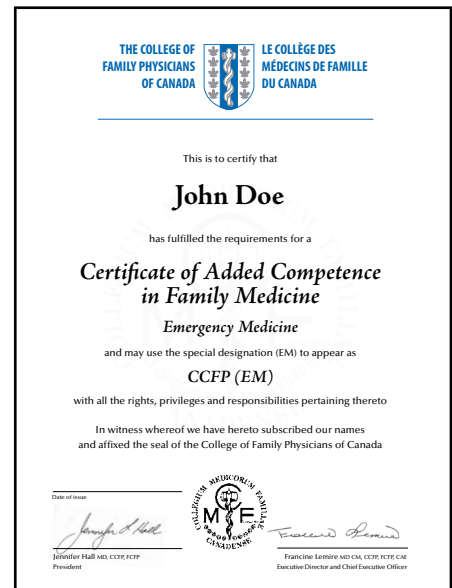 THE COLLEGE OF
FAMILY PHYSICIANS
OF CANADA
LE COLLÈGE DES
MÉDECINS DE FAMILLE
DU CANADA
This is to certify that
John Doe
has fulfilled the requirements for a
Certificate of Added Competence
in Family Medicine
Emergency Medicine
and may use the special designation (EM) to appear as
CCFP (EM)
with all the rights, privileges and responsibilities pertaining thereto
In witness whereof we have hereto subscribed our names
and affixed the seal of the College of Family Physicians of Canada
Date of issue
COLLEGIUM MEDICORUM FAMILIAE
CANADENSE
M C F
Jennifer L Hall
Francine Lemire
Jennifer Hall MD, CCFP, FCFP
President
Francine Lemire MD CM, CCFP, FCFP, CAE
Executive Director and Chief Executive Officer